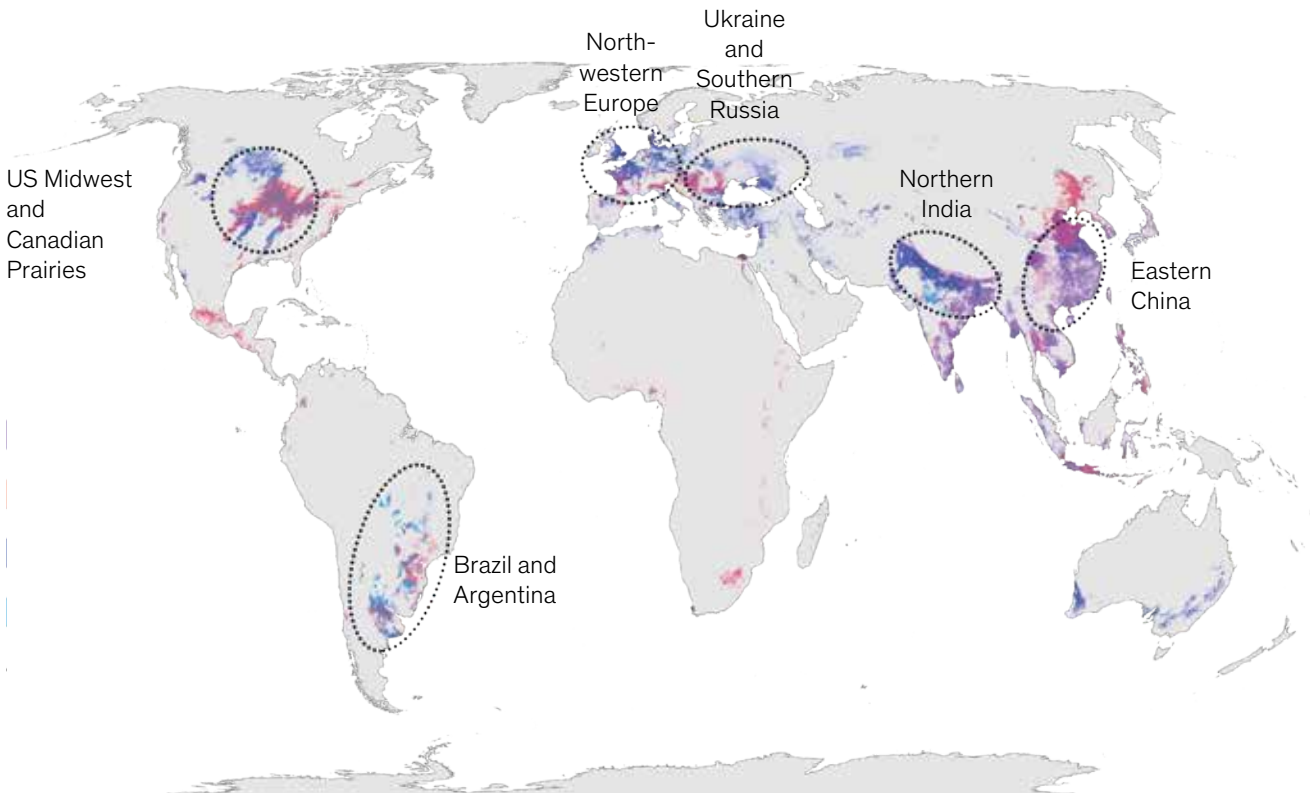 North-
western
Europe
Ukraine
and
Southern
Russia
US Midwest
and
Canadian
Prairies
Northern
India
Eastern
China
Brazil and
Argentina